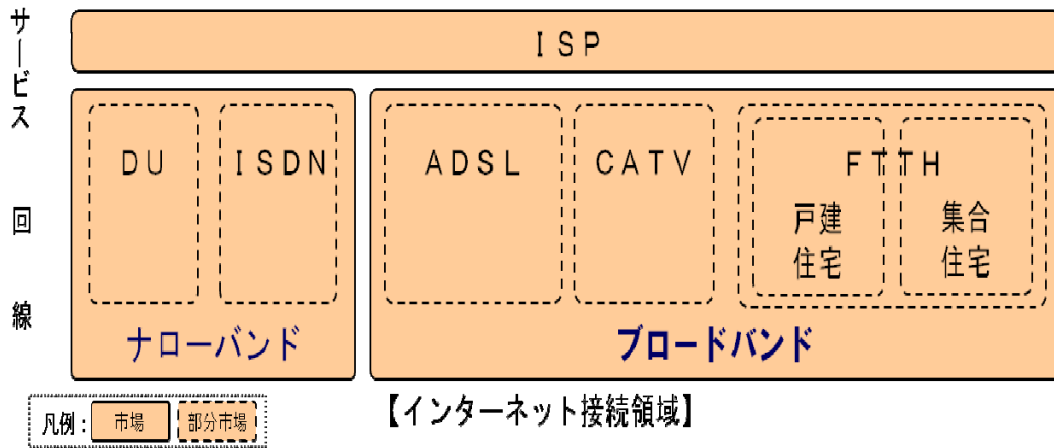 サービス
ISP
回線
DU
ISDN
ADSL
CATV
FTTH
戸建
住宅
集合
住宅
ナローバンド
ブロードバンド
凡例：
市場
部分市場
【インターネット接続領域】